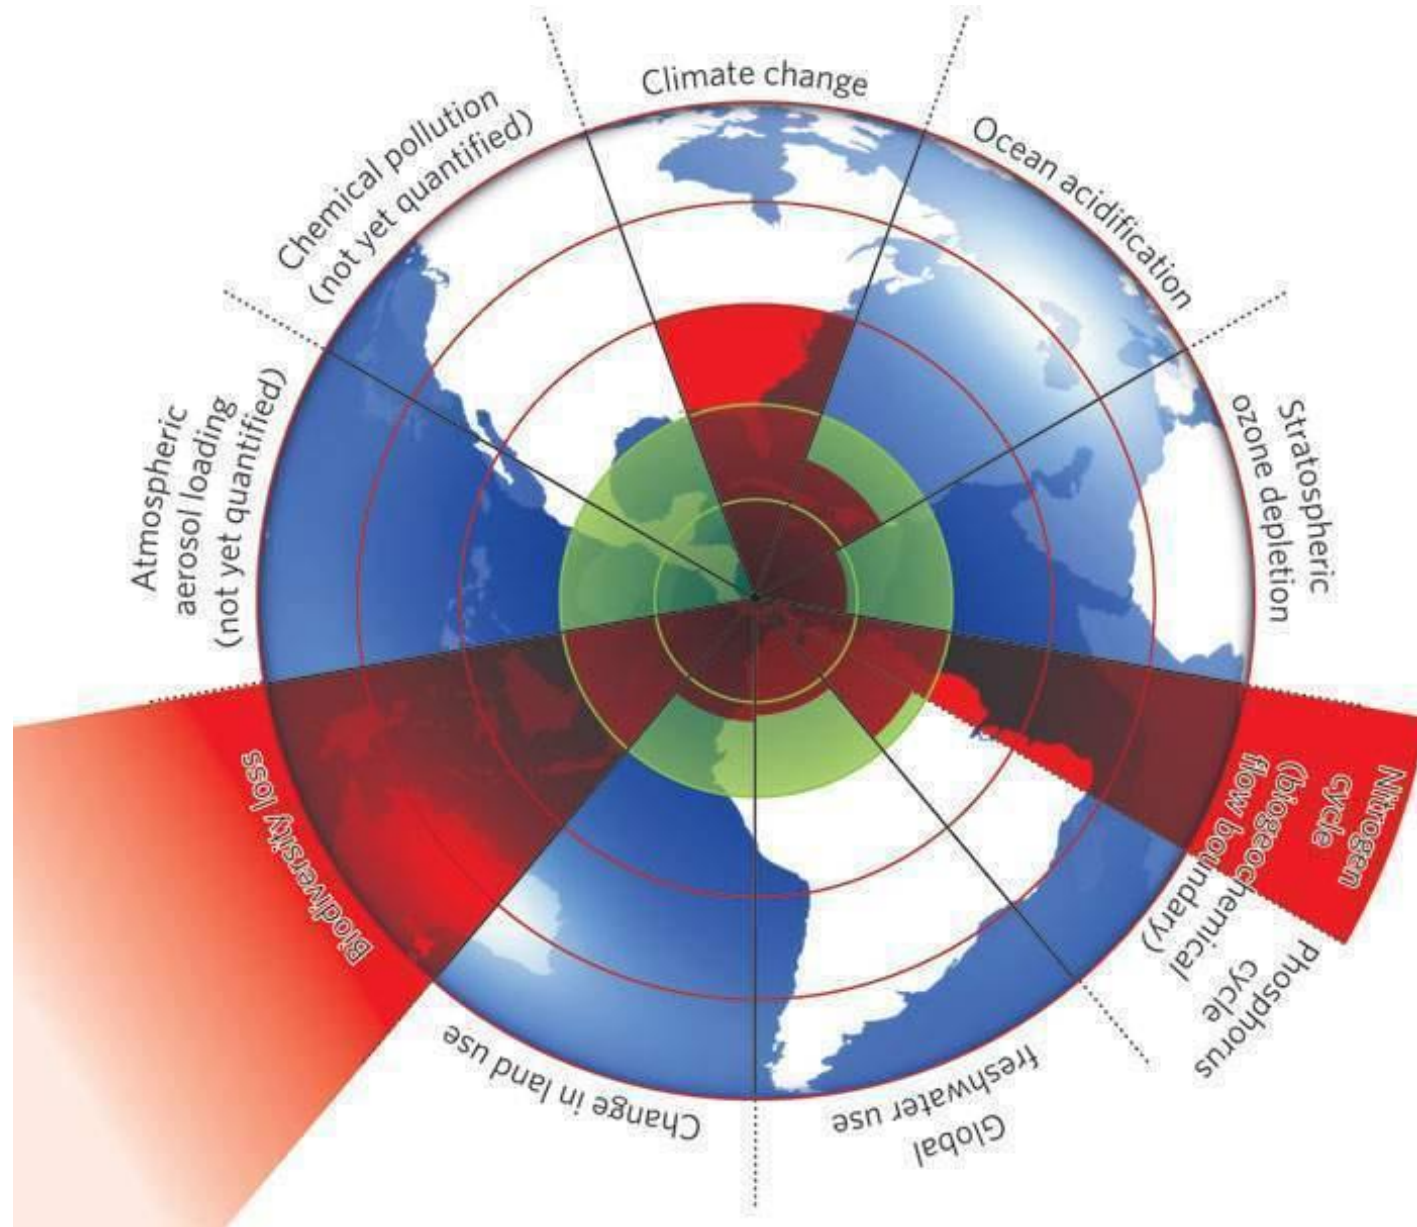 Climate change
Ocean acidification
Stratospheric
ozone depletion
Nitrogen
cycle
(biogeochemical
flow boundary)
Phosphorus
cycle
Global
freshwater use
Change in land use
Biodiversity loss
Atmospheric
aerosol loading
(not yet quantified)
Chemical pollution
(not yet quantified)